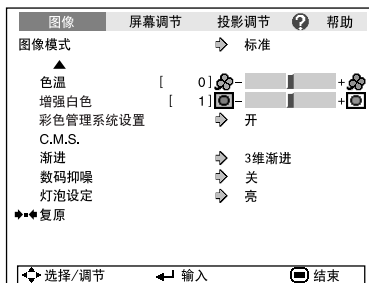 图像 屏幕调节 投影调节 ? 帮助
图像模式 标准
色温 [ 0] - +
增强白色 [ 1] - +
彩色管理系统设置 开
C.M.S.
渐进 3维渐进
数码抑噪 关
灯泡设定 亮
复原
选择/调节 输入 结束